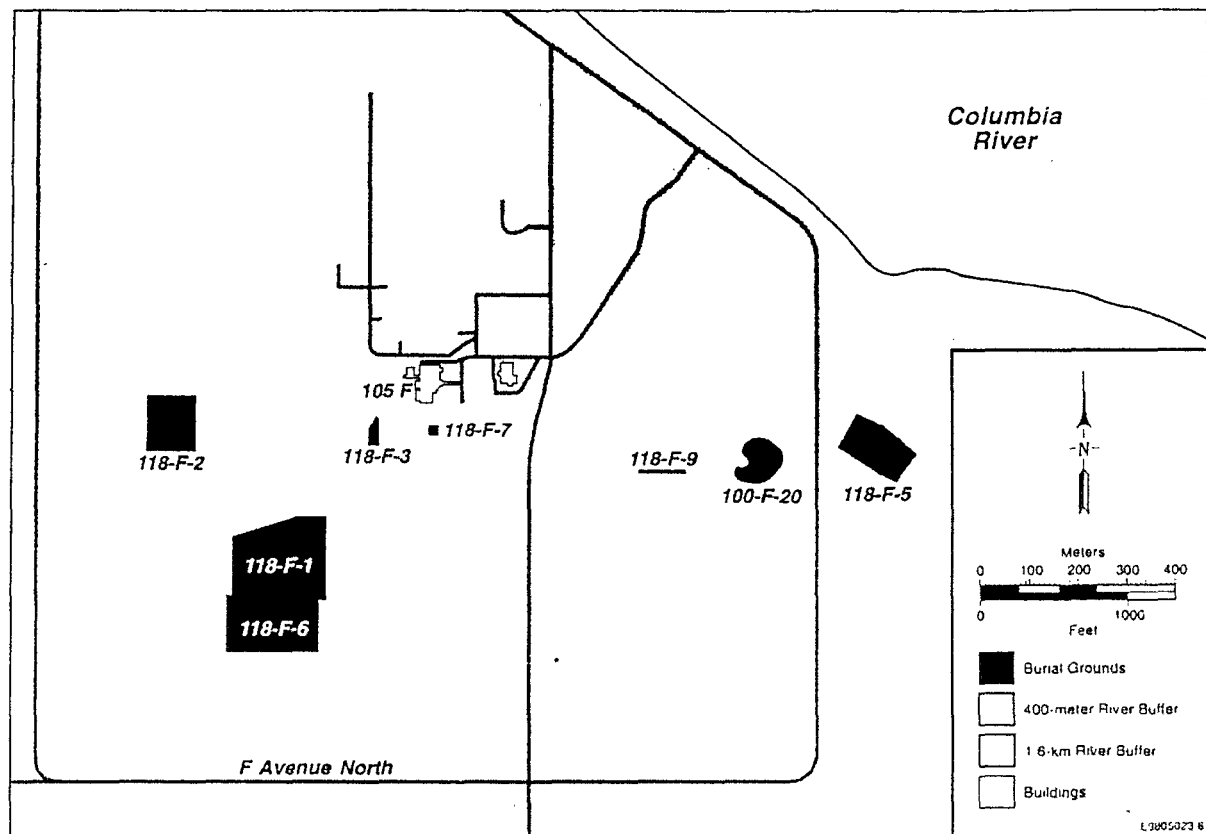 Columbia
River
105 F
118-F-2
118-F-3
118-F-7
118-F-9
100-F-20
118-F-5
118-F-1
118-F-6
F Avenue North
N
Meters
0 100 200 300 400
0 1000
Feet
Burial Grounds
400-meter River Buffer
1 6-km River Buffer
Buildings